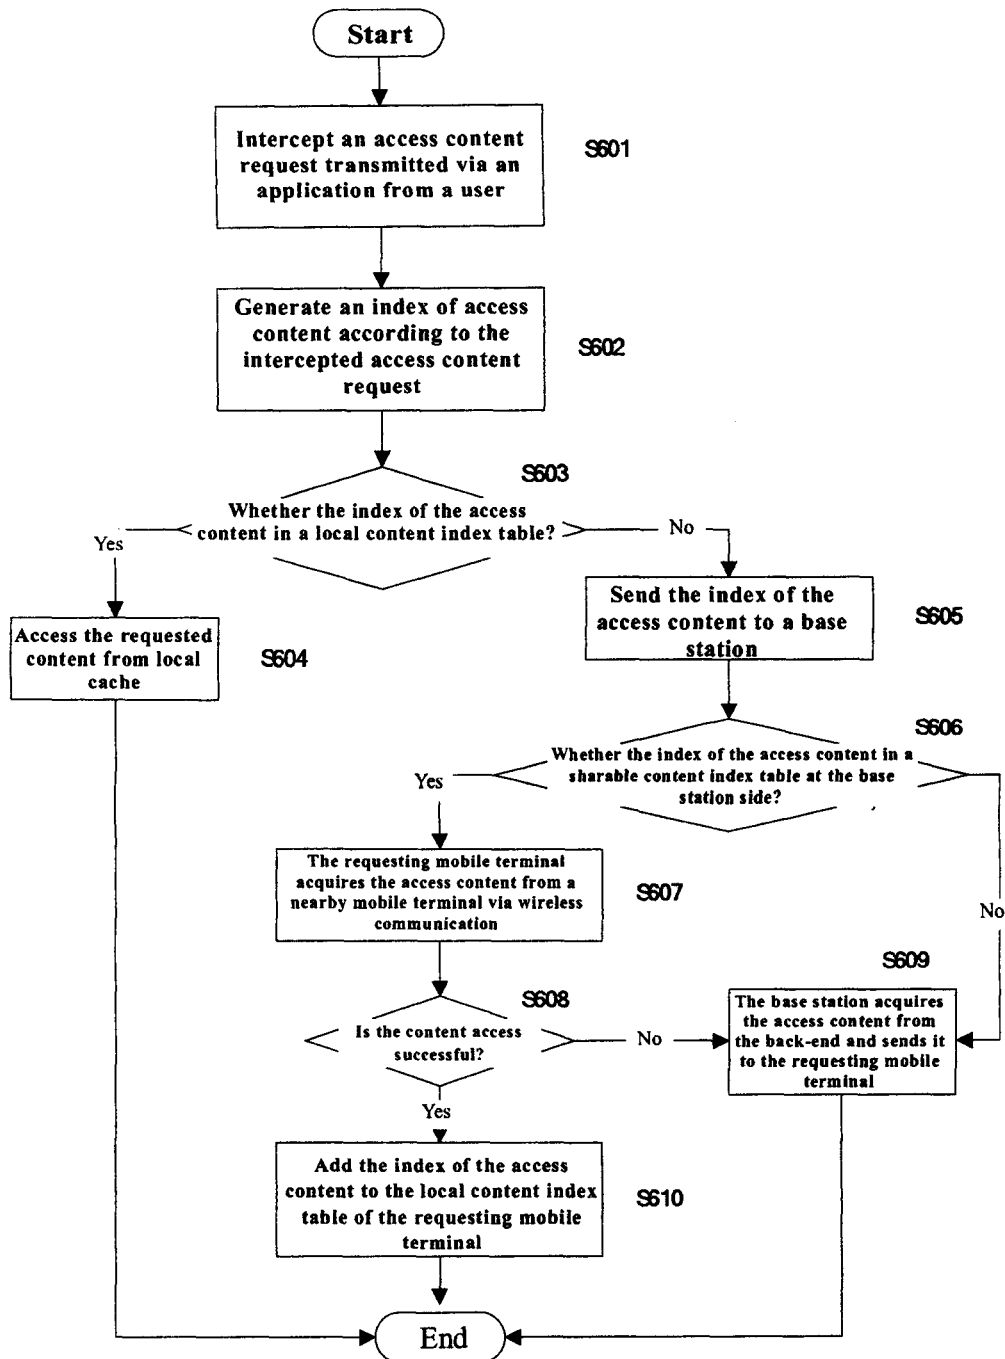 Start
Intercept an access content
request transmitted via an
application from a user
S601
Generate an index of access
content according to the
intercepted access content
request
S602
S603
Whether the index of the access
content in a local content index table?
Yes
No
Access the requested
content from local
cache
S604
Send the index of the
access content to a base
station
S605
S606
Whether the index of the access content in a
sharable content index table at the base
station side?
Yes
No
The requesting mobile terminal
acquires the access content from a
nearby mobile terminal via wireless
communication
S607
S608
Is the content access
successful?
No
Yes
S609
The base station acquires
the access content from
the back-end and sends it
to the requesting mobile
terminal
Add the index of the access
content to the local content index
table of the requesting mobile
terminal
S610
End